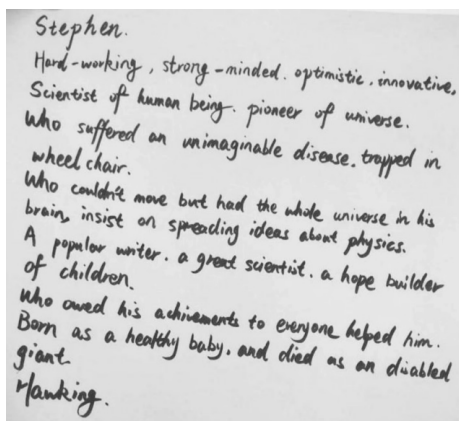 Stephen.
Hard-working, strong-minded. optimistic. innovative.
Scientist of human being. pioneer of universe.
Who suffered an unimaginable disease. trapped in
wheel chair.
Who couldn't move but had the whole universe in his
brain, insist on spreading ideas about physics.
A popular writer. a great scientist. a hope builder
of children.
Who owed his achivements to everyone helped him.
Born as a healthy baby. and died as an disabled
giant.
Hawking.